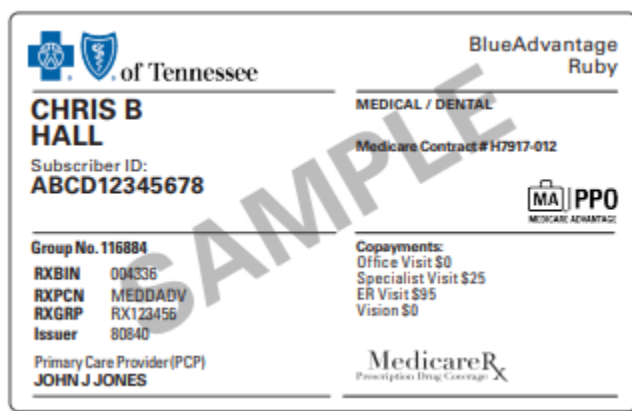 of Tennessee
BlueAdvantage
Ruby
CHRIS B
HALL
Subscriber ID:
ABCD12345678
MEDICAL / DENTAL
Medicare Contract # H7917-012
MA PPO
MEDICARE ADVANTAGE
SAMPLE
Group No. 116884
RXBIN 004336
RXPCN MEDDADV
RXGRP RX123456
Issuer 80840
Primary Care Provider (PCP)
JOHN J JONES
Copayments:
Office Visit $0
Specialist Visit $25
ER Visit $95
Vision $0
MedicareRx
Prescription Drug Coverage